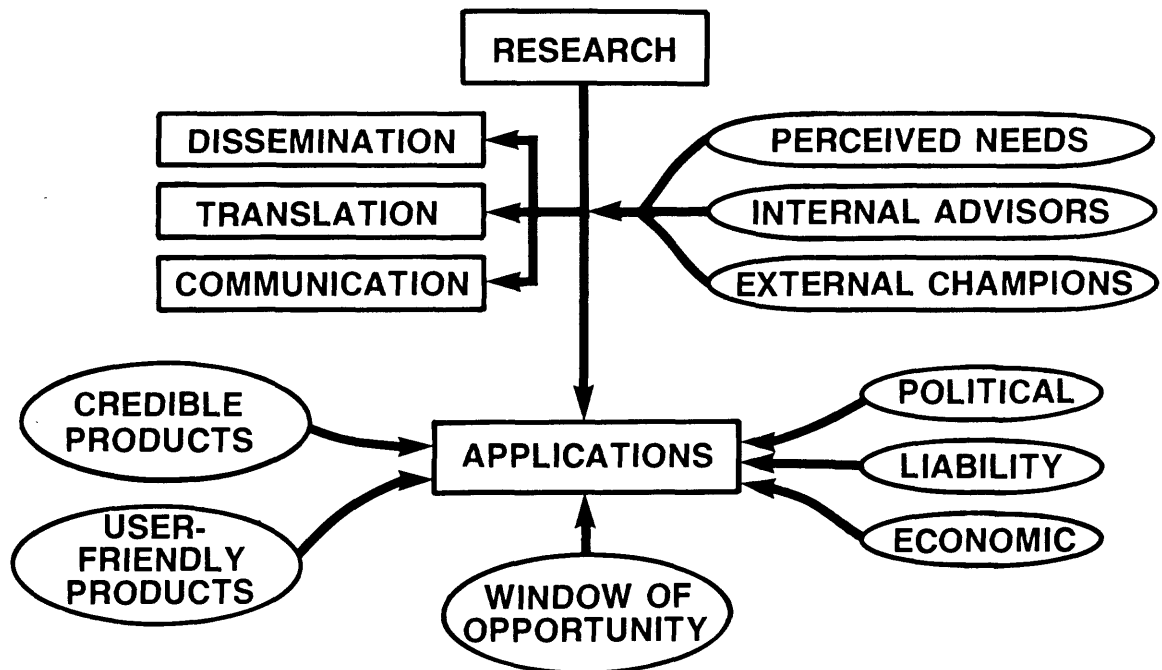 RESEARCH
DISSEMINATION
TRANSLATION
COMMUNICATION
PERCEIVED NEEDS
INTERNAL ADVISORS
EXTERNAL CHAMPIONS
CREDIBLE
PRODUCTS
USER-
FRIENDLY
PRODUCTS
APPLICATIONS
WINDOW OF
OPPORTUNITY
POLITICAL
LIABILITY
ECONOMIC